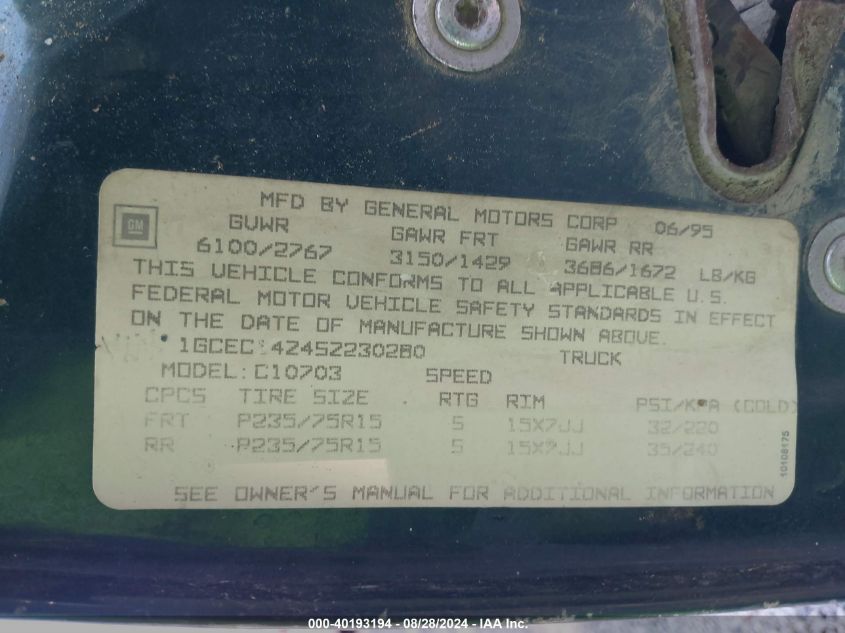 GM
MFD BY GENERAL MOTORS CORP 06/95
GVWR GAWR FRT GAWR RR
6100/2767 3150/1429 3686/1672 LB/KG
THIS VEHICLE CONFORMS TO ALL APPLICABLE U.S.
FEDERAL MOTOR VEHICLE SAFETY STANDARDS IN EFFECT
ON THE DATE OF MANUFACTURE SHOWN ABOVE.
1GCEC14Z4SZ230280 TRUCK
MODEL: C10703 SPEED
CPCS TIRE SIZE RTG RIM PSI/KPA (COLD)
FRT P235/75R15 S 15X7JJ 32/220
RR P235/75R15 S 15X7JJ 35/240
SEE OWNER'S MANUAL FOR ADDITIONAL INFORMATION
10108175
000-40193194 - 08/28/2024 - IAA Inc.